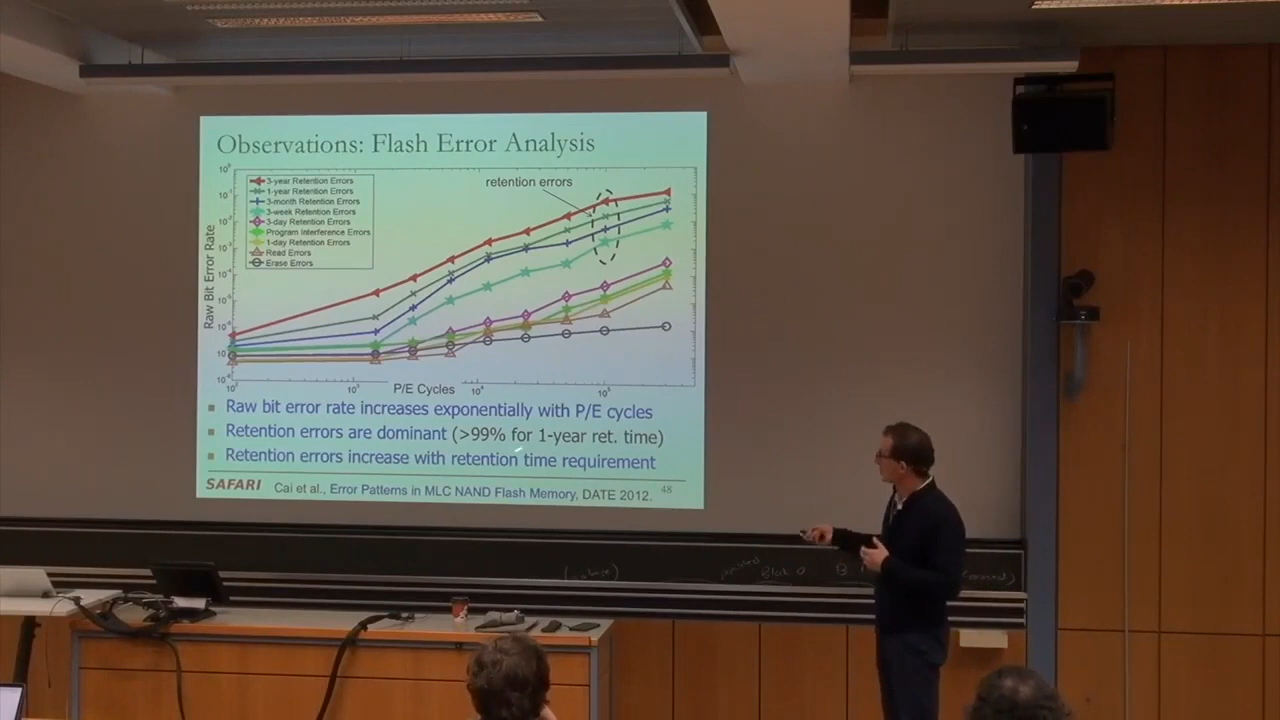 Observations: Flash Error Analysis
retention errors
3-year Retention Errors
1-year Retention Errors
3-month Retention Errors
3-week Retention Errors
3-day Retention Errors
Program Interference Errors
1-day Retention Errors
Read Errors
Erase Errors
Raw Bit Error Rate
P/E Cycles
Raw bit error rate increases exponentially with P/E cycles
Retention errors are dominant (>99% for 1-year ret. time)
Retention errors increase with retention time requirement
SAFARI Cai et al., Error Patterns in MLC NAND Flash Memory, DATE 2012. 48